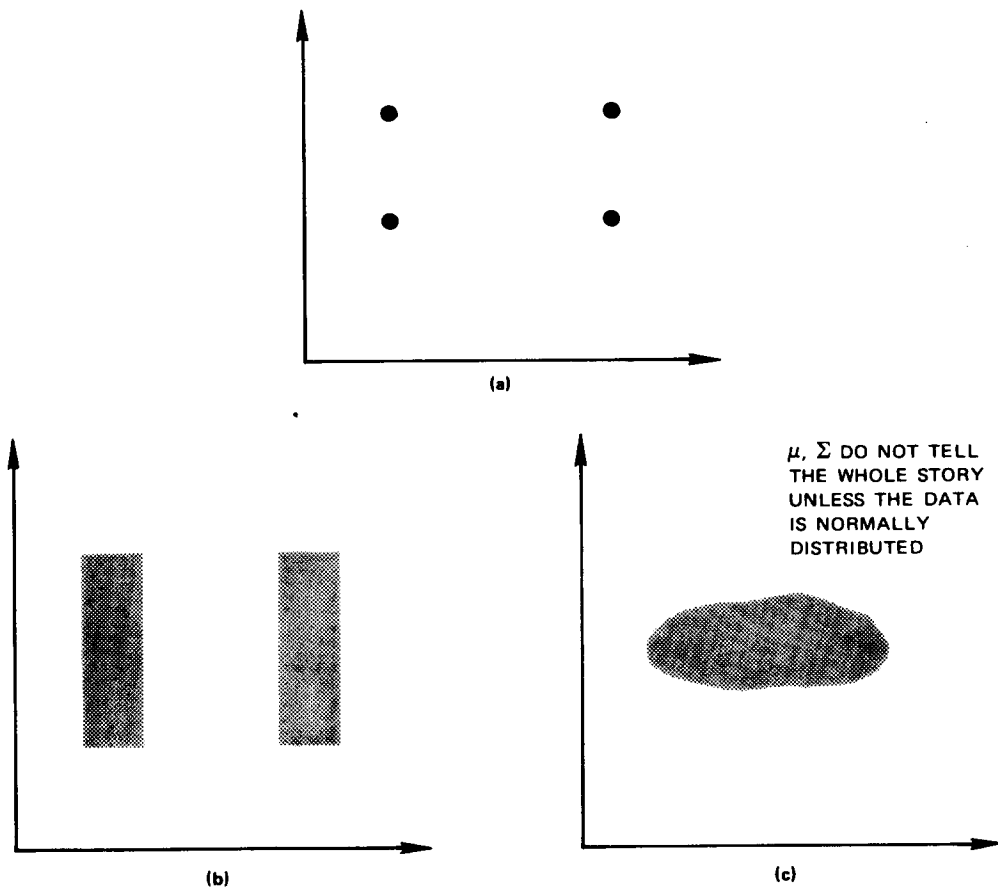 (a)
μ, Σ DO NOT TELL
THE WHOLE STORY
UNLESS THE DATA
IS NORMALLY
DISTRIBUTED
(b)
(c)